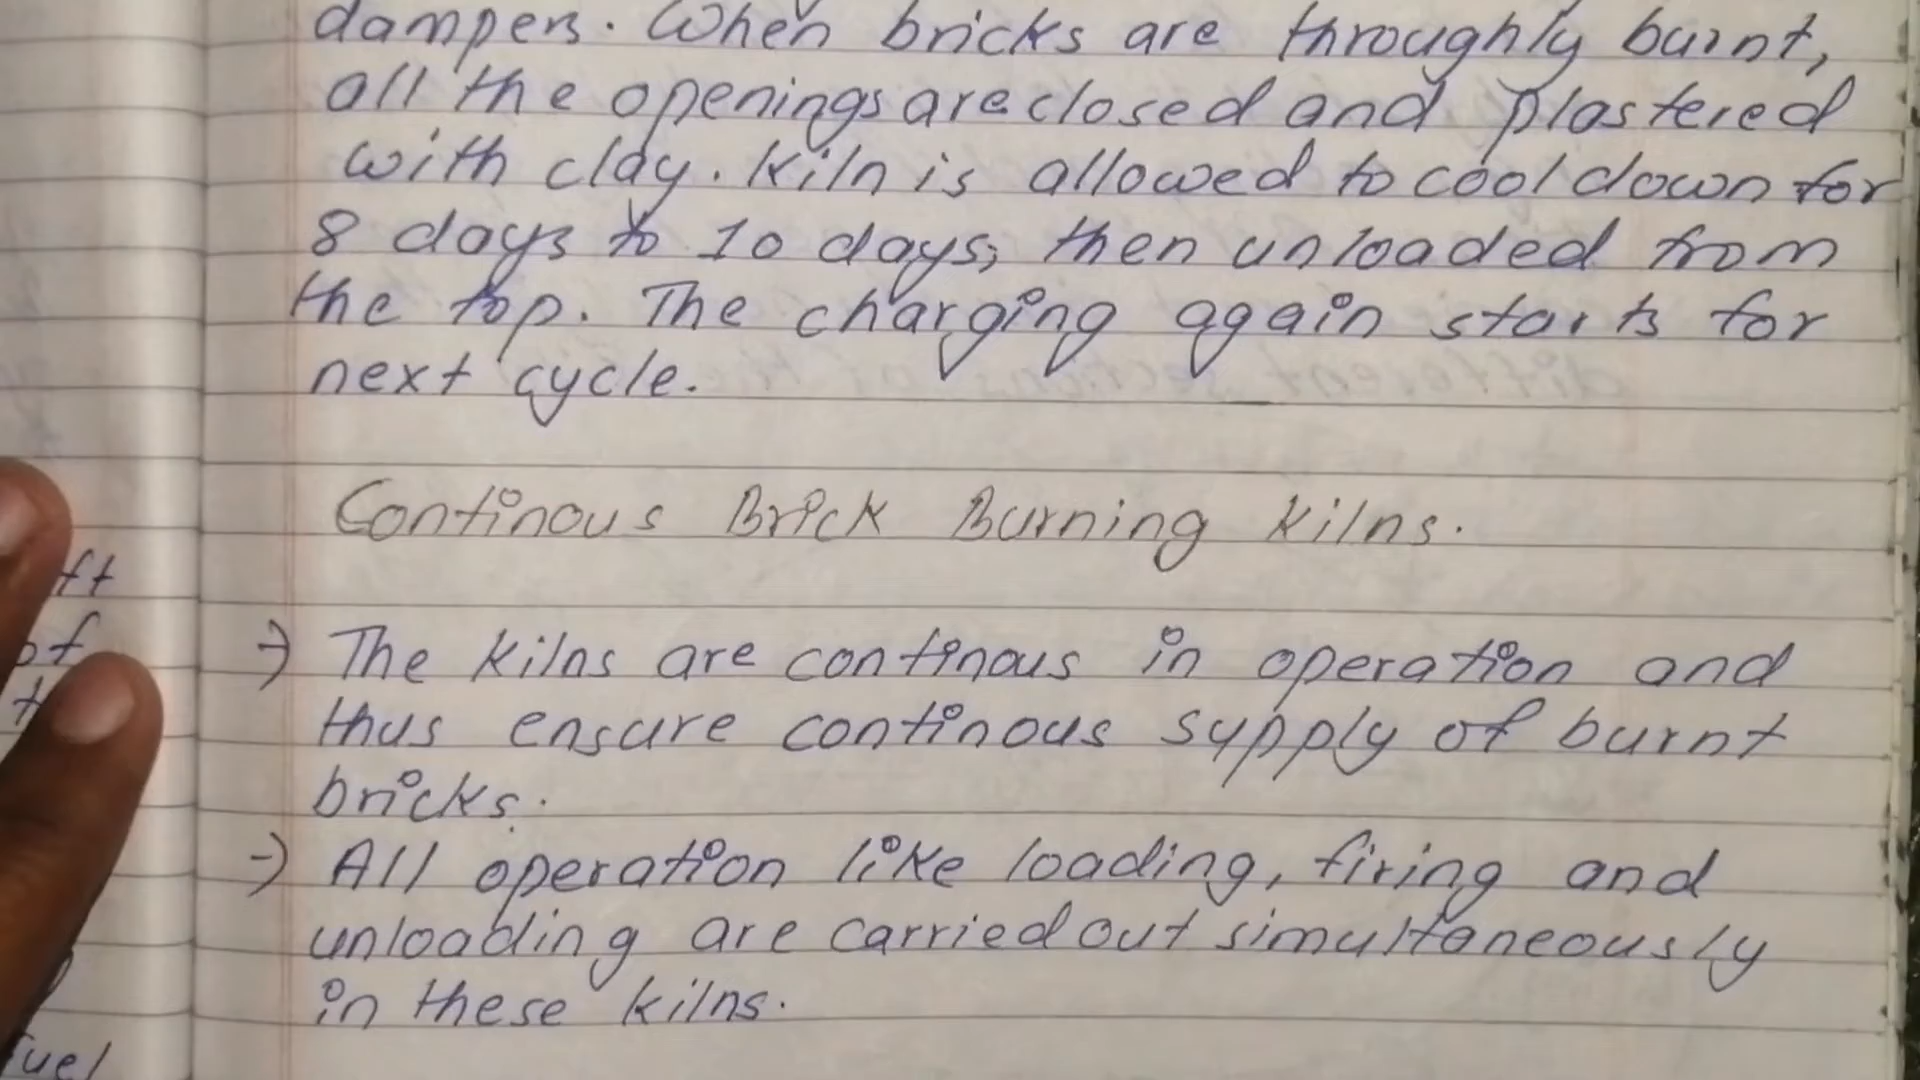 dampers. When bricks are throughly burnt,
all the openings are closed and plastered
with clay. Kiln is allowed to cool down for
8 days to 10 days, then unloaded from
the top. The charging again starts for
next cycle.
Continous Brick Burning Kilns.
→ The kilns are continous in operation and
thus ensure continous supply of burnt
bricks.
→ All operation like loading, firing and
unloading are carried out simultaneously
in these kilns.
ft
of
fuel